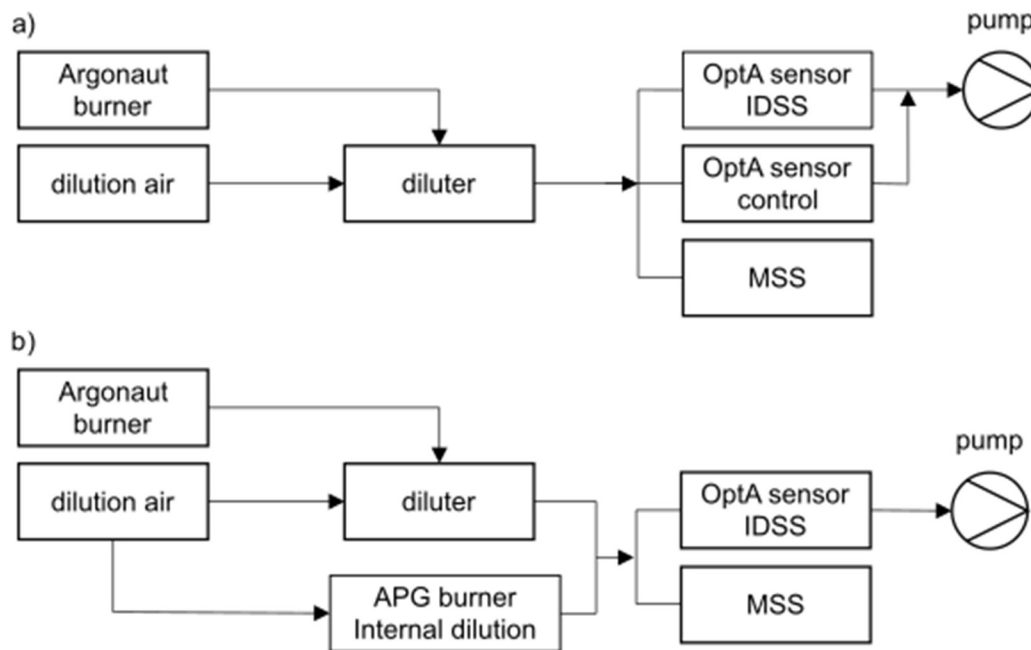 a)
pump
Argonaut
burner
OptA sensor
IDSS
dilution air
diluter
OptA sensor
control
MSS
b)
Argonaut
burner
pump
dilution air
diluter
OptA sensor
IDSS
APG burner
Internal dilution
MSS